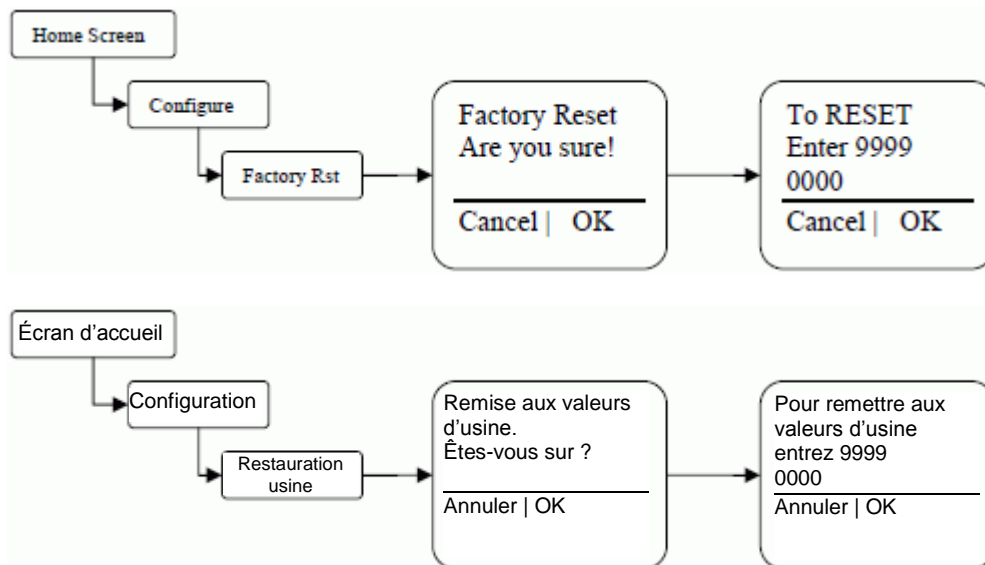 Home Screen
Configure
Factory Rst
Factory Reset
Are you sure!
Cancel | OK
To RESET
Enter 9999
0000
Cancel | OK
Écran d'accueil
Configuration
Restauration
usine
Remise aux valeurs
d'usine.
Êtes-vous sur ?
Annuler | OK
Pour remettre aux
valeurs d'usine
entrez 9999
0000
Annuler | OK